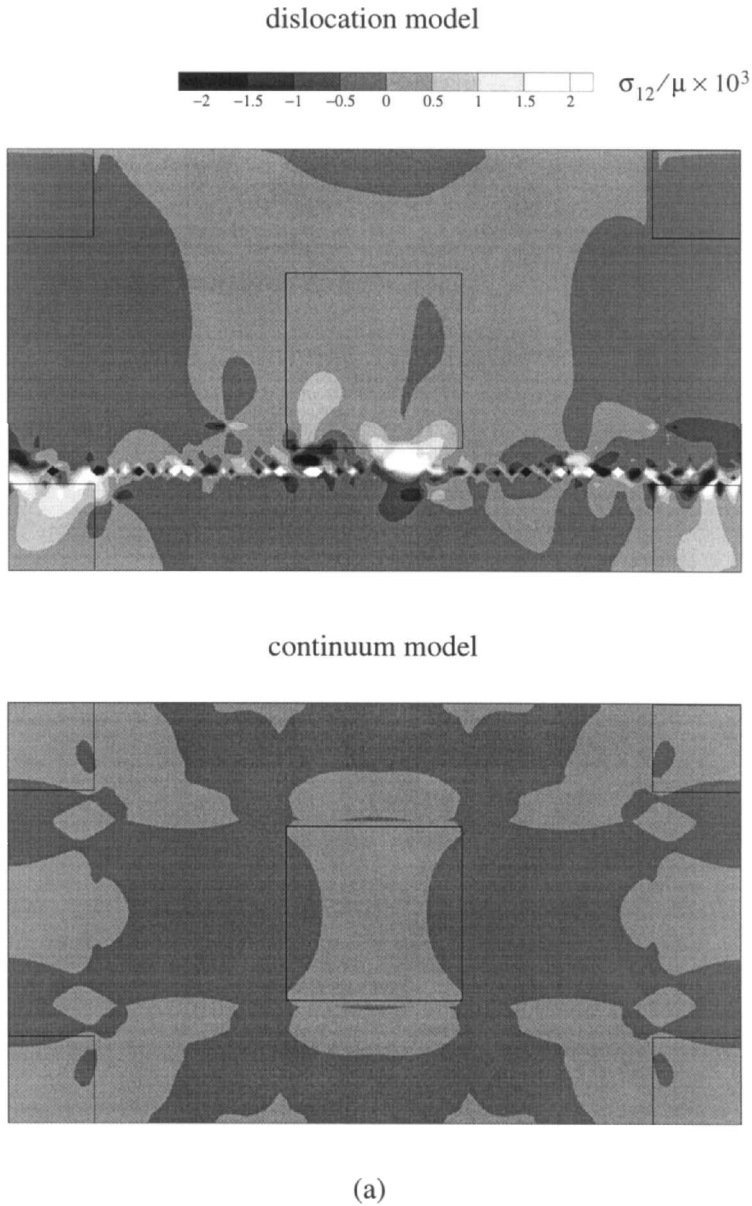 dislocation model
σ₁₂/μ × 10³
−2 −1.5 −1 −0.5 0 0.5 1 1.5 2
continuum model
(a)